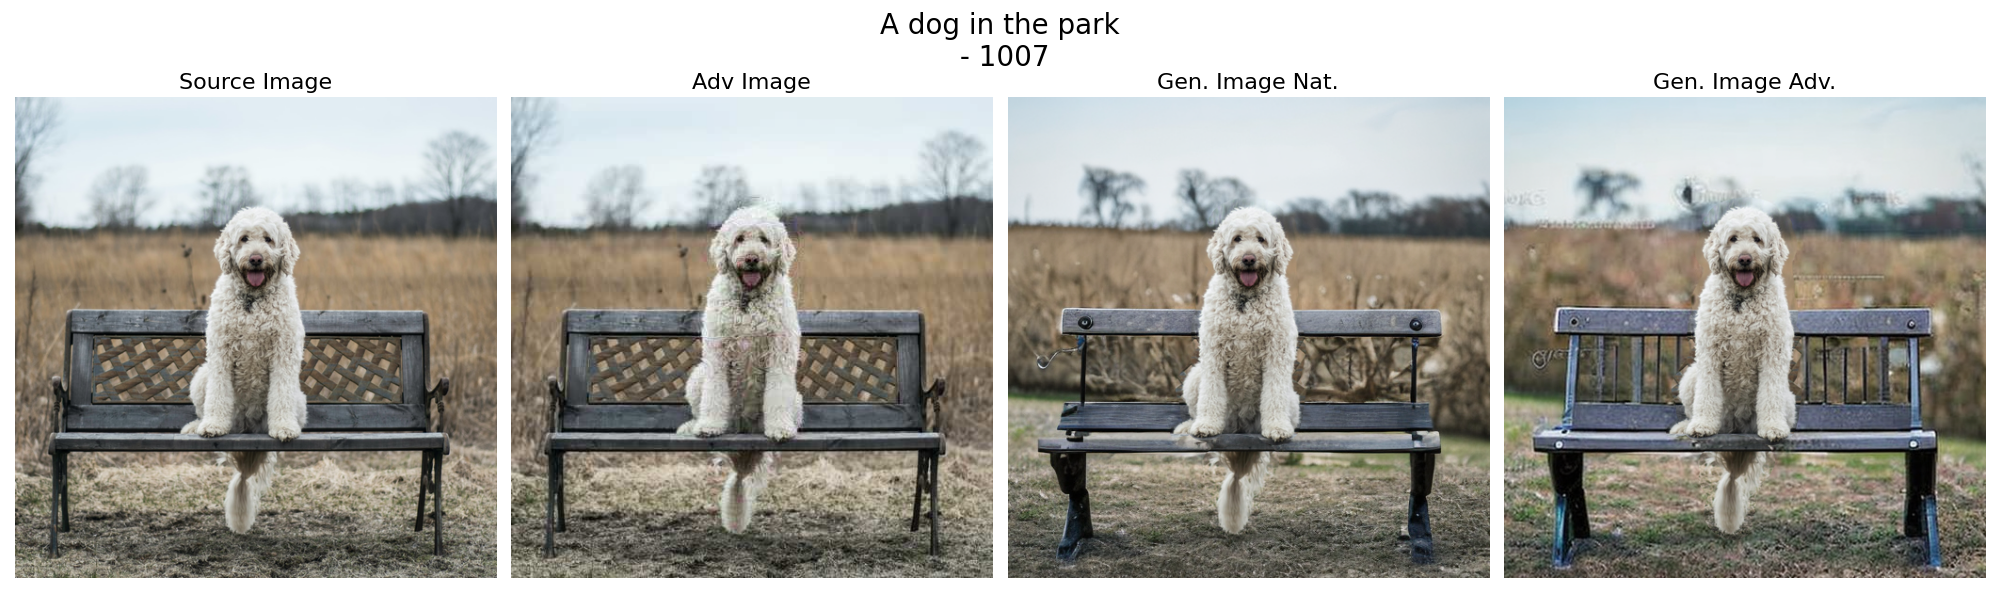 A dog in the park
- 1007
Source Image
Adv Image
Gen. Image Nat.
Gen. Image Adv.